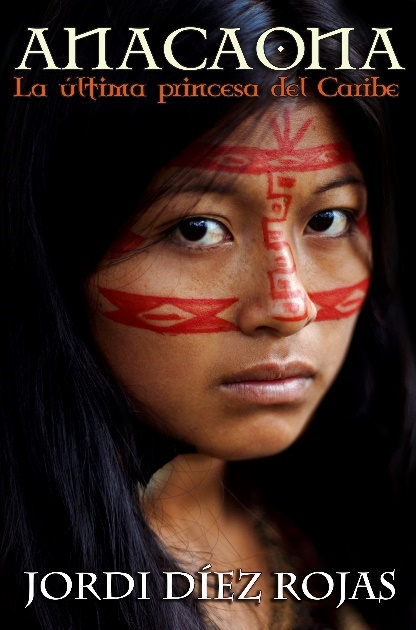 ANACAONA
La última princesa del Caribe
JORDI DÍEZ ROJAS